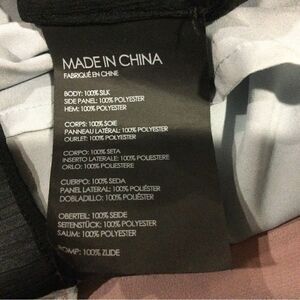 MADE IN CHINA
FABRIQUÉ EN CHINE
BODY: 100% SILK
SIDE PANEL: 100% POLYESTER
HEM: 100% POLYESTER
CORPS: 100% SOIE
PANNEAU LATÉRAL: 100% POLYESTER
OURLET: 100% POLYESTER
CORPO: 100% SETA
INSERTO LATERALE: 100% POLIESTERE
ORLO: 100% POLIESTERE
CUERPO: 100% SEDA
PANEL LATERAL: 100% POLIÉSTER
DOBLADILLO: 100% POLIÉSTER
OBERTEIL: 100% SEIDE
SEITENSTÜCK: 100% POLYESTER
SAUM: 100% POLYESTER
ROMP: 100% ZIJDE